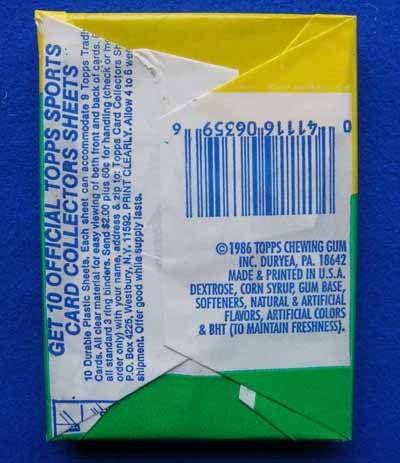 GET 10 OFFICIAL TOPPS SPORTS
CARD COLLECTORS SHEETS
10 Durable Plastic Sheets. Each sheet can accommodate 9 Topps Tradi
Cards. All clear material for easy viewing of both front and back of cards.
all standard 3 ring binders. Send $2.00 plus 60¢ for handling (check or mo
order only) with your name, address & zip to: Topps Card Collectors Sh
P.O. Box 4225, Westbury, N.Y. 11592. PRINT CLEARLY. Allow 4 to 6 wee
shipment. Offer good while supply lasts.
0 41116 06359 6
©1986 TOPPS CHEWING GUM
INC. DURYEA, PA. 18642
MADE & PRINTED IN U.S.A.
DEXTROSE, CORN SYRUP, GUM BASE,
SOFTENERS, NATURAL & ARTIFICIAL
FLAVORS, ARTIFICIAL COLORS
& BHT (TO MAINTAIN FRESHNESS).